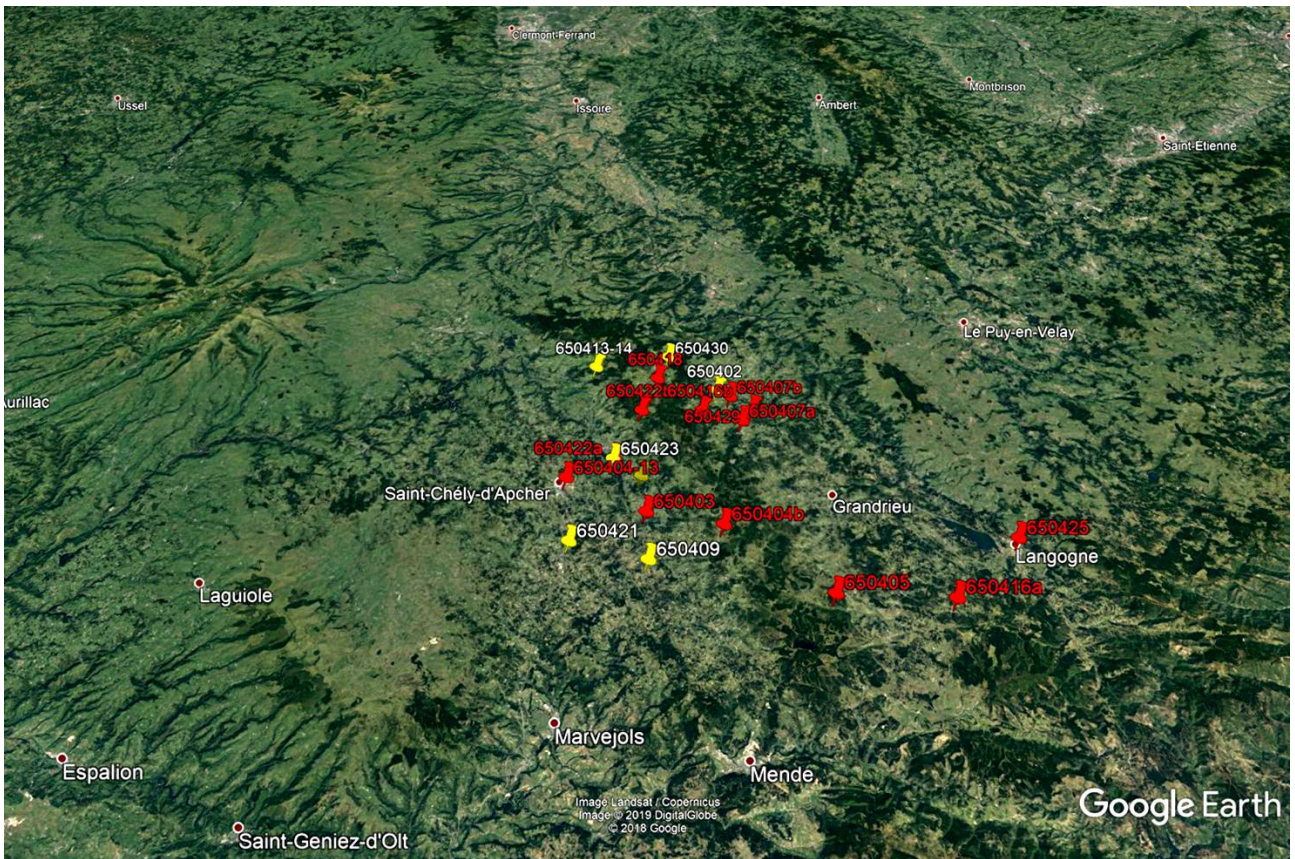 Clermont-Ferrand
Ussel
Issoire
Ambert
Montbrison
Saint-Etienne
Le Puy-en-Velay
650413-14
650430
650418
650402
650416b
650407b
650429
650407a
Aurillac
650422a
650423
650404-13
Saint-Chély-d'Apcher
650403
Grandrieu
650404b
650421
650425
650409
Langogne
Laguiole
650405
650416a
Marvejols
Espalion
Mende
Image Landsat / Copernicus
Image © 2019 DigitalGlobe
© 2018 Google
Google Earth
Saint-Geniez-d'Olt